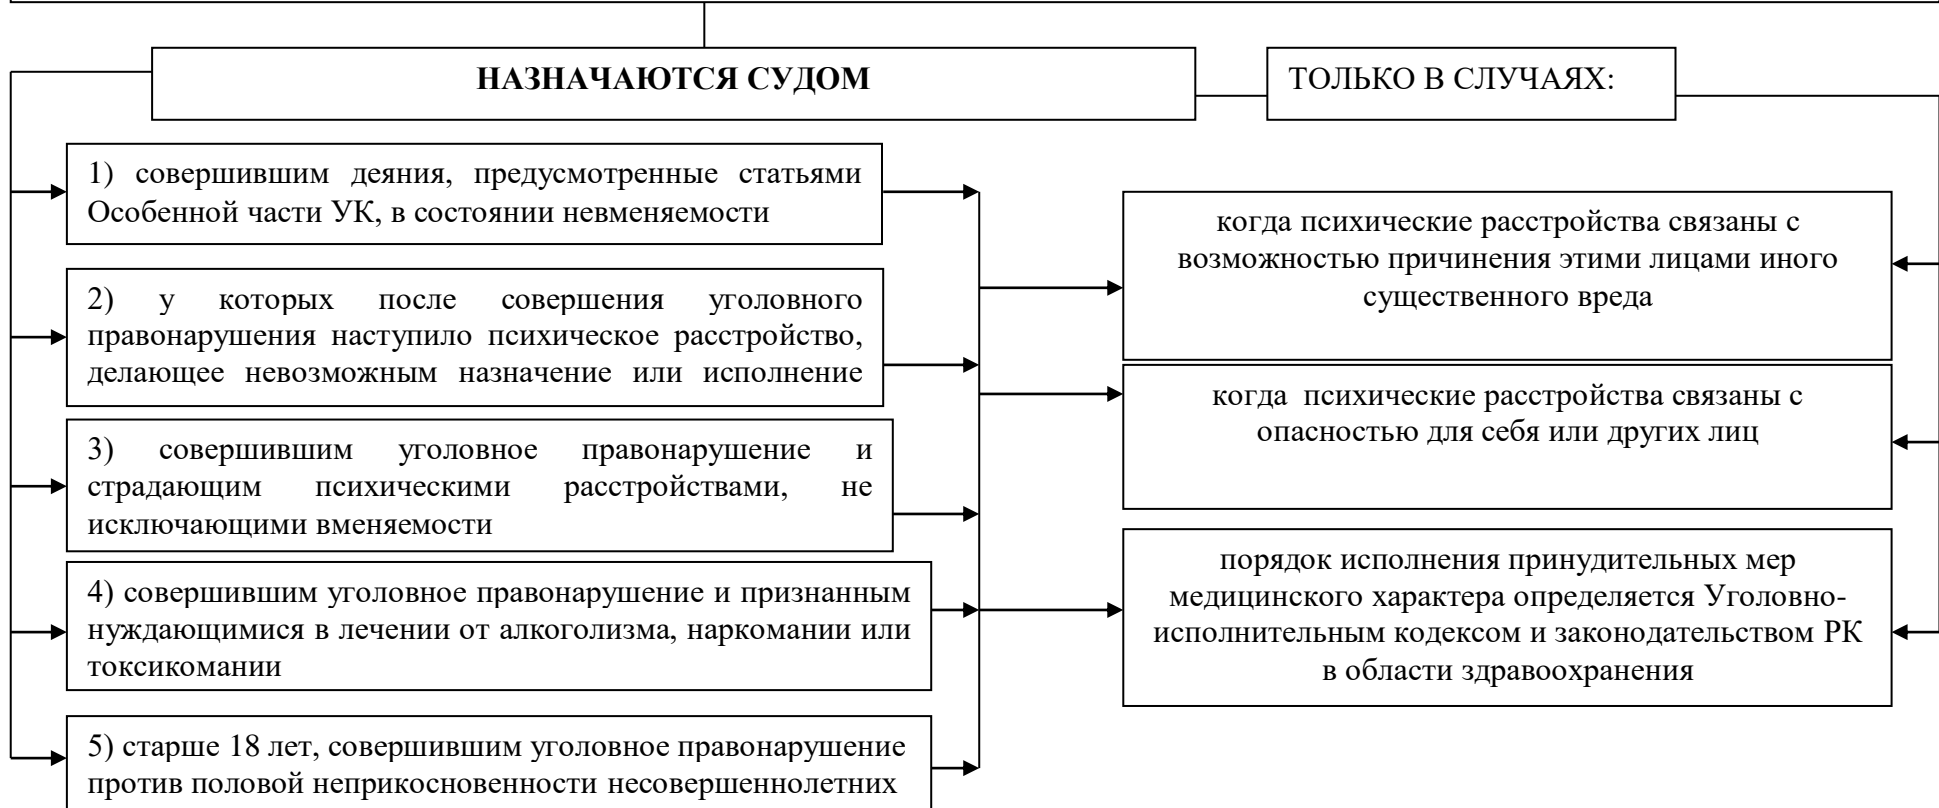 НАЗНАЧАЮТСЯ СУДОМ
ТОЛЬКО В СЛУЧАЯХ:
1) совершившим деяния, предусмотренные статьями
Особенной части УК, в состоянии невменяемости
2) у которых после совершения уголовного
правонарушения наступило психическое расстройство,
делающее невозможным назначение или исполнение
3) совершившим уголовное правонарушение и
страдающим психическими расстройствами, не
исключающими вменяемости
4) совершившим уголовное правонарушение и признанным
нуждающимися в лечении от алкоголизма, наркомании или
токсикомании
5) старше 18 лет, совершившим уголовное правонарушение
против половой неприкосновенности несовершеннолетних
когда психические расстройства связаны с
возможностью причинения этими лицами иного
существенного вреда
когда психические расстройства связаны с
опасностью для себя или других лиц
порядок исполнения принудительных мер
медицинского характера определяется Уголовно-
исполнительным кодексом и законодательством РК
в области здравоохранения